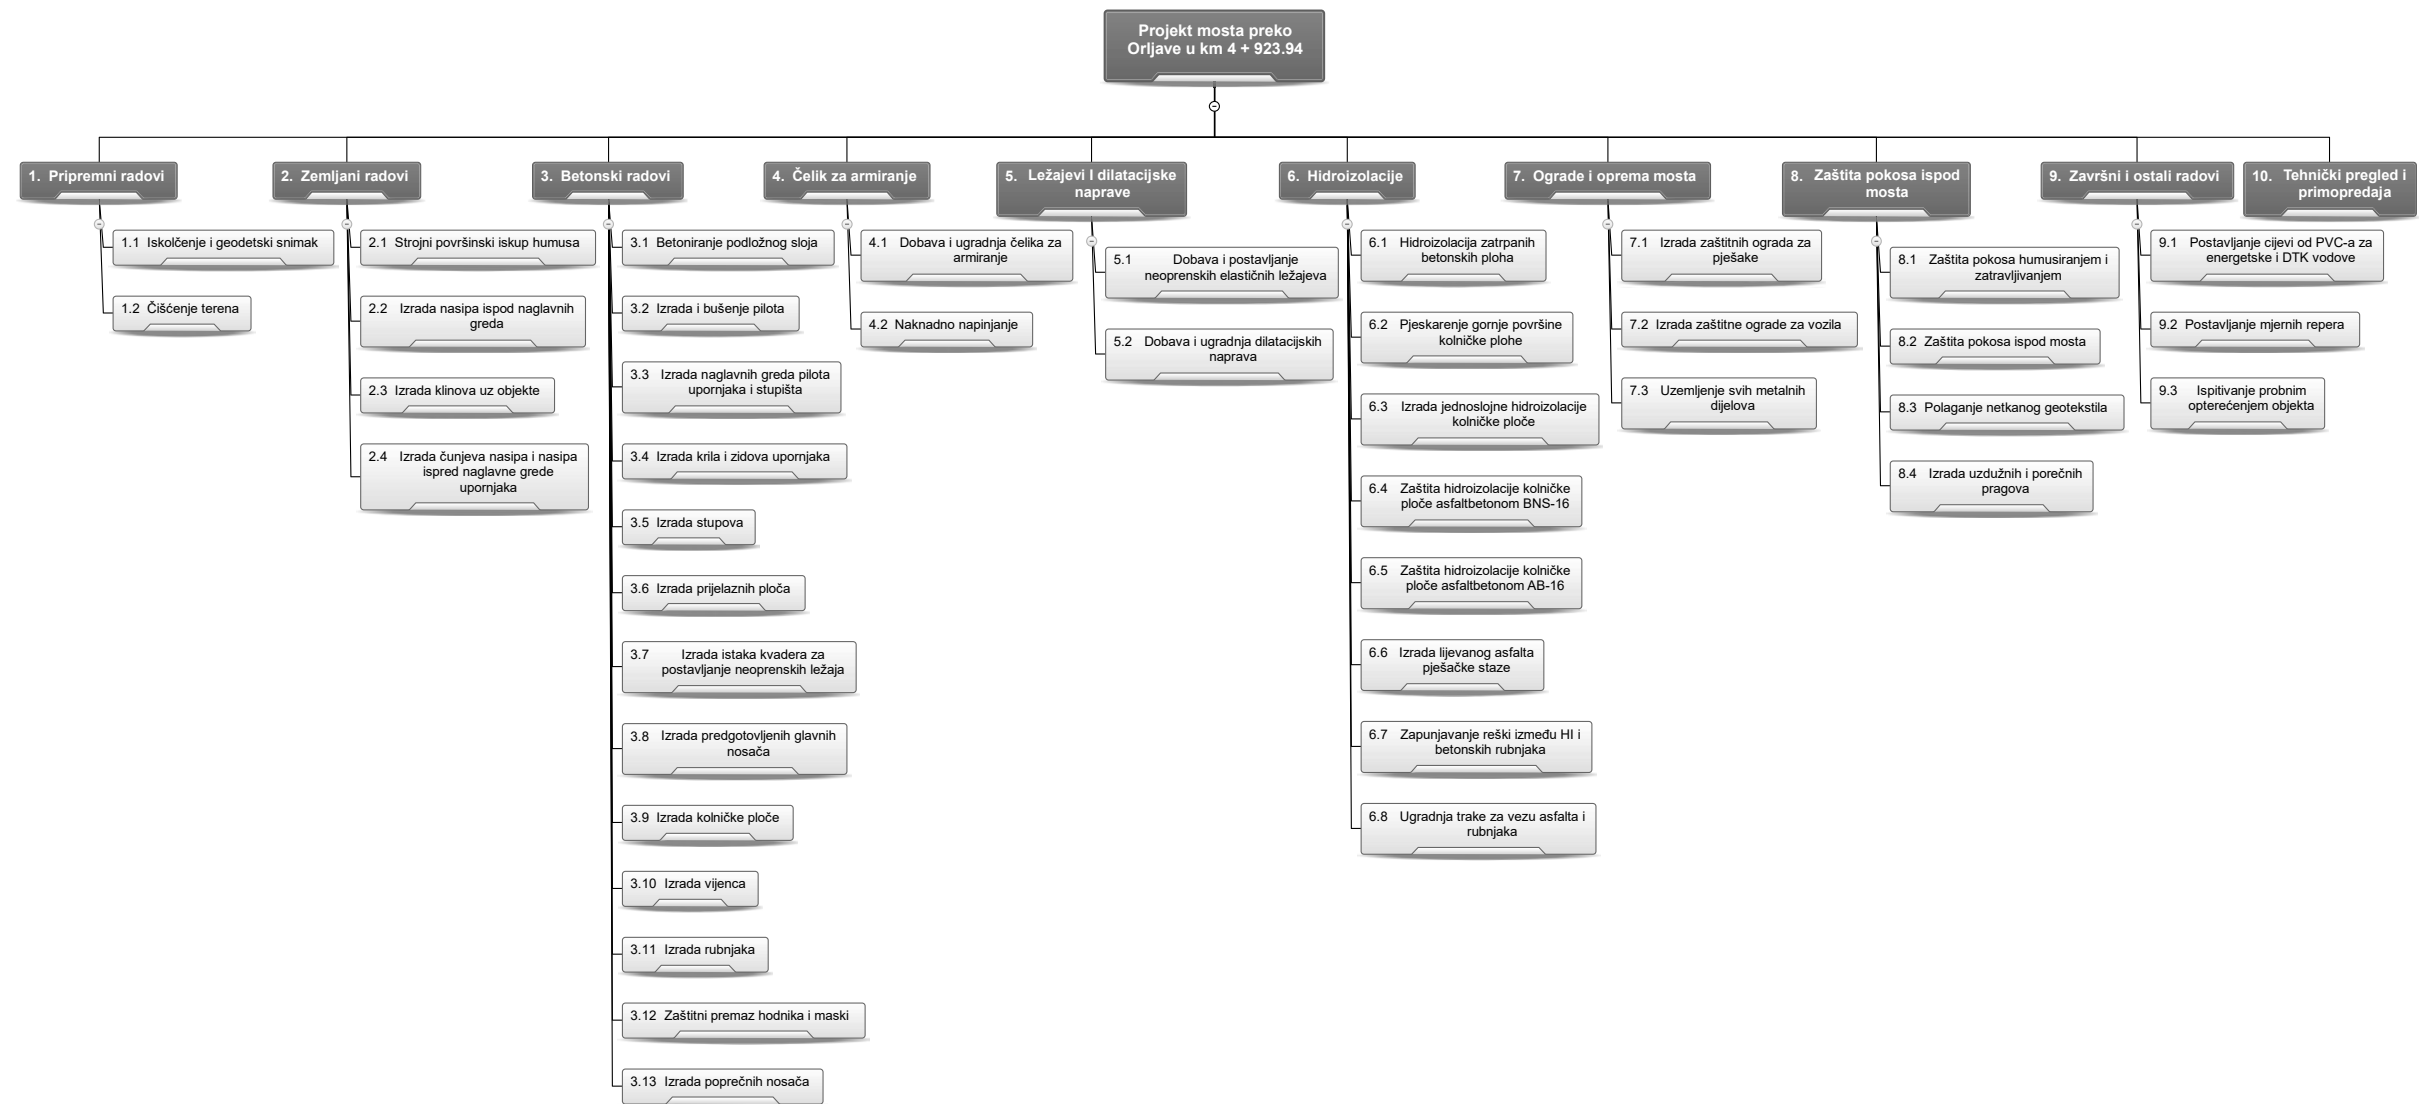 Projekt mosta preko
Orljave u km 4 + 923.94
1. Pripremni radovi
1.1 Iskolčenje i geodetski snimak
1.2 Čišćenje terena
2. Zemljani radovi
2.1 Strojni površinski iskup humusa
2.2 Izrada nasipa ispod naglavnih
greda
2.3 Izrada klinova uz objekte
2.4 Izrada čunjeva nasipa i nasipa
ispred naglavne grede
upornjaka
3. Betonski radovi
3.1 Betoniranje podložnog sloja
3.2 Izrada i bušenje pilota
3.3 Izrada naglavnih greda pilota
upornjaka i stupišta
3.4 Izrada krila i zidova upornjaka
3.5 Izrada stupova
3.6 Izrada prijelaznih ploča
3.7 Izrada istaka kvadera za
postavljanje neoprenskih ležaja
3.8 Izrada predgotovljenih glavnih
nosača
3.9 Izrada kolničke ploče
3.10 Izrada vijenca
3.11 Izrada rubnjaka
3.12 Zaštitni premaz hodnika i maski
3.13 Izrada poprečnih nosača
4. Čelik za armiranje
4.1 Dobava i ugradnja čelika za
armiranje
4.2 Naknadno napinjanje
5. Ležajevi I dilatacijske
naprave
5.1 Dobava i postavljanje
neoprenskih elastičnih ležajeva
5.2 Dobava i ugradnja dilatacijskih
naprava
6. Hidroizolacije
6.1 Hidroizolacija zatrpanih
betonskih ploha
6.2 Pjeskarenje gornje površine
kolničke plohe
6.3 Izrada jednoslojne hidroizolacije
kolničke ploče
6.4 Zaštita hidroizolacije kolničke
ploče asfaltbetonom BNS-16
6.5 Zaštita hidroizolacije kolničke
ploče asfaltbetonom AB-16
6.6 Izrada lijevanog asfalta
pješačke staze
6.7 Zapunjavanje reški između HI i
betonskih rubnjaka
6.8 Ugradnja trake za vezu asfalta i
rubnjaka
7. Ograde i oprema mosta
7.1 Izrada zaštitnih ograda za
pješake
7.2 Izrada zaštitne ograde za vozila
7.3 Uzemljenje svih metalnih
dijelova
8. Zaštita pokosa ispod
mosta
8.1 Zaštita pokosa humusiranjem i
zatravljivanjem
8.2 Zaštita pokosa ispod mosta
8.3 Polaganje netkanog geotekstila
8.4 Izrada uzdužnih i porečnih
pragova
9. Završni i ostali radovi
9.1 Postavljanje cijevi od PVC-a za
energetske i DTK vodove
9.2 Postavljanje mjernih repera
9.3 Ispitivanje probnim
opterećenjem objekta
10. Tehnički pregled i
primopredaja